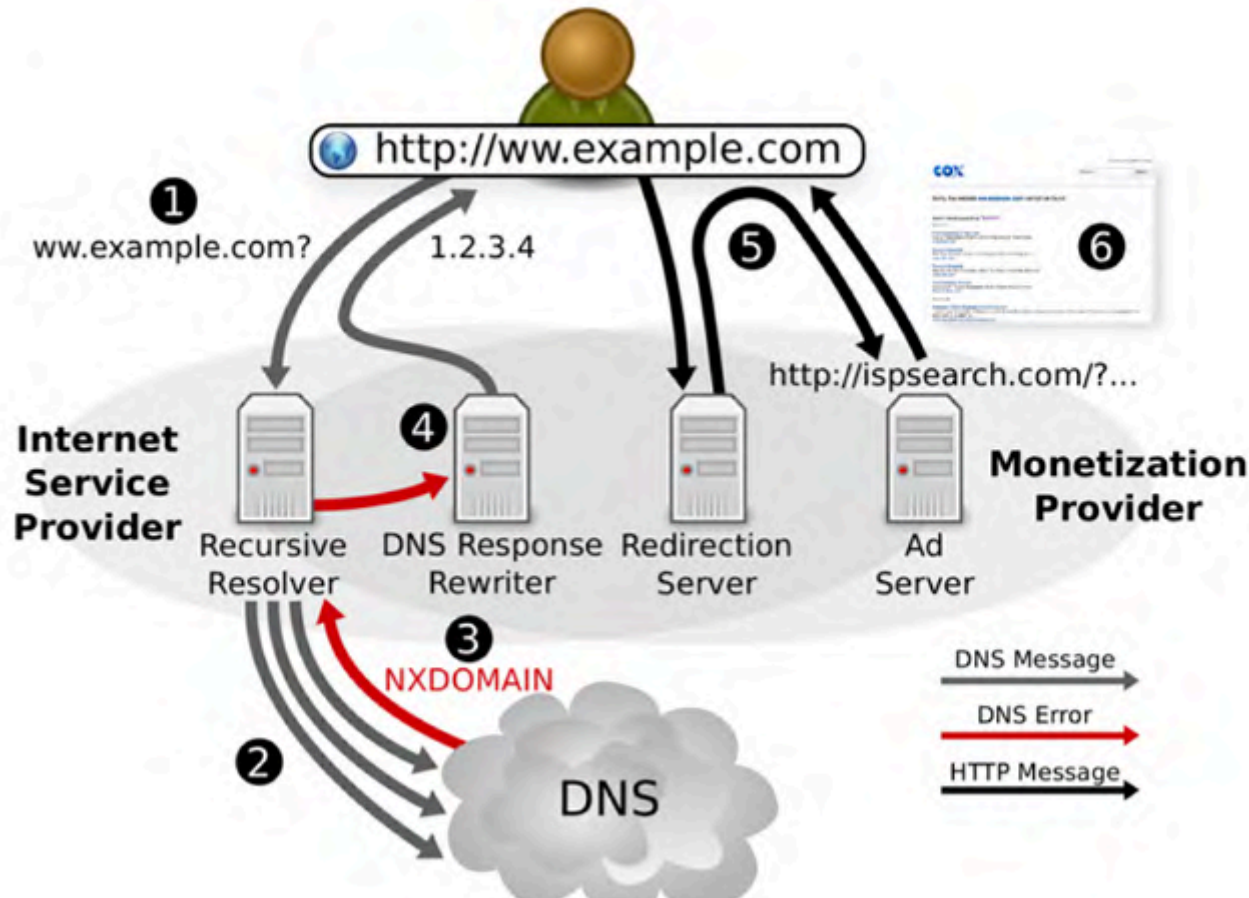 http://ww.example.com
1
ww.example.com?
1.2.3.4
5
cox
6
http://ispsearch.com/?...
4
Internet
Service
Provider
Monetization
Provider
Recursive
Resolver
DNS Response
Rewriter
Redirection
Server
Ad
Server
3
NXDOMAIN
2
DNS
DNS Message
DNS Error
HTTP Message